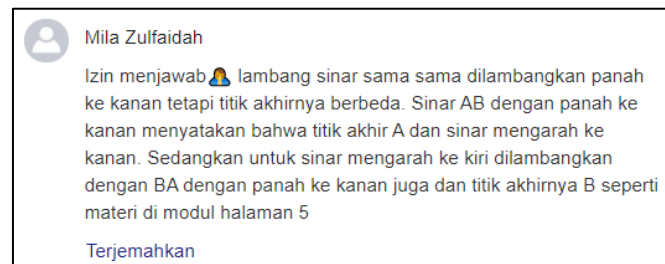 Mila Zulfaidah
Izin menjawab🙋 lambang sinar sama sama dilambangkan panah
ke kanan tetapi titik akhirnya berbeda. Sinar AB dengan panah ke
kanan menyatakan bahwa titik akhir A dan sinar mengarah ke
kanan. Sedangkan untuk sinar mengarah ke kiri dilambangkan
dengan BA dengan panah ke kanan juga dan titik akhirnya B seperti
materi di modul halaman 5
Terjemahkan